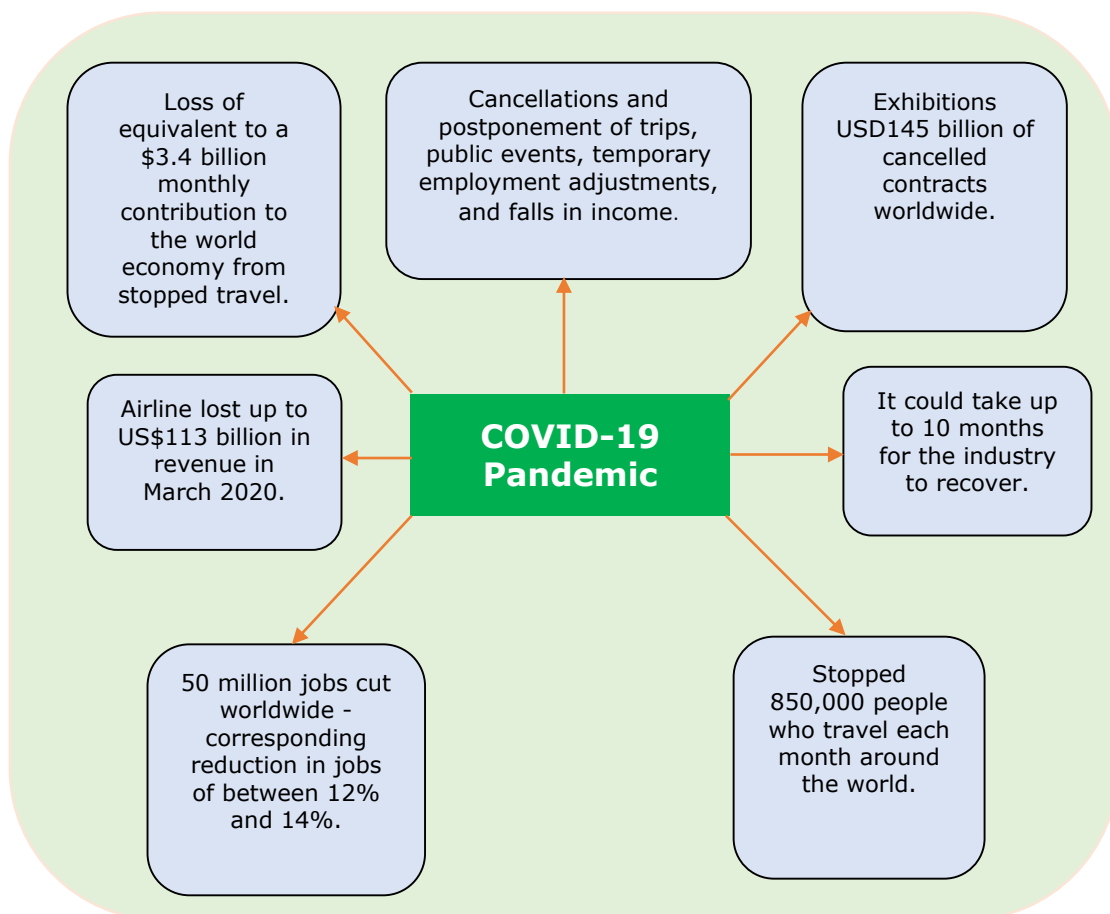 Loss of
equivalent to a
$3.4 billion
monthly
contribution to
the world
economy from
stopped travel.
Cancellations and
postponement of trips,
public events, temporary
employment adjustments,
and falls in income.
Exhibitions
USD145 billion of
cancelled
contracts
worldwide.
Airline lost up to
US$113 billion in
revenue in
March 2020.
COVID-19
Pandemic
It could take up
to 10 months
for the industry
to recover.
50 million jobs cut
worldwide -
corresponding
reduction in jobs
of between 12%
and 14%.
Stopped
850,000 people
who travel each
month around
the world.